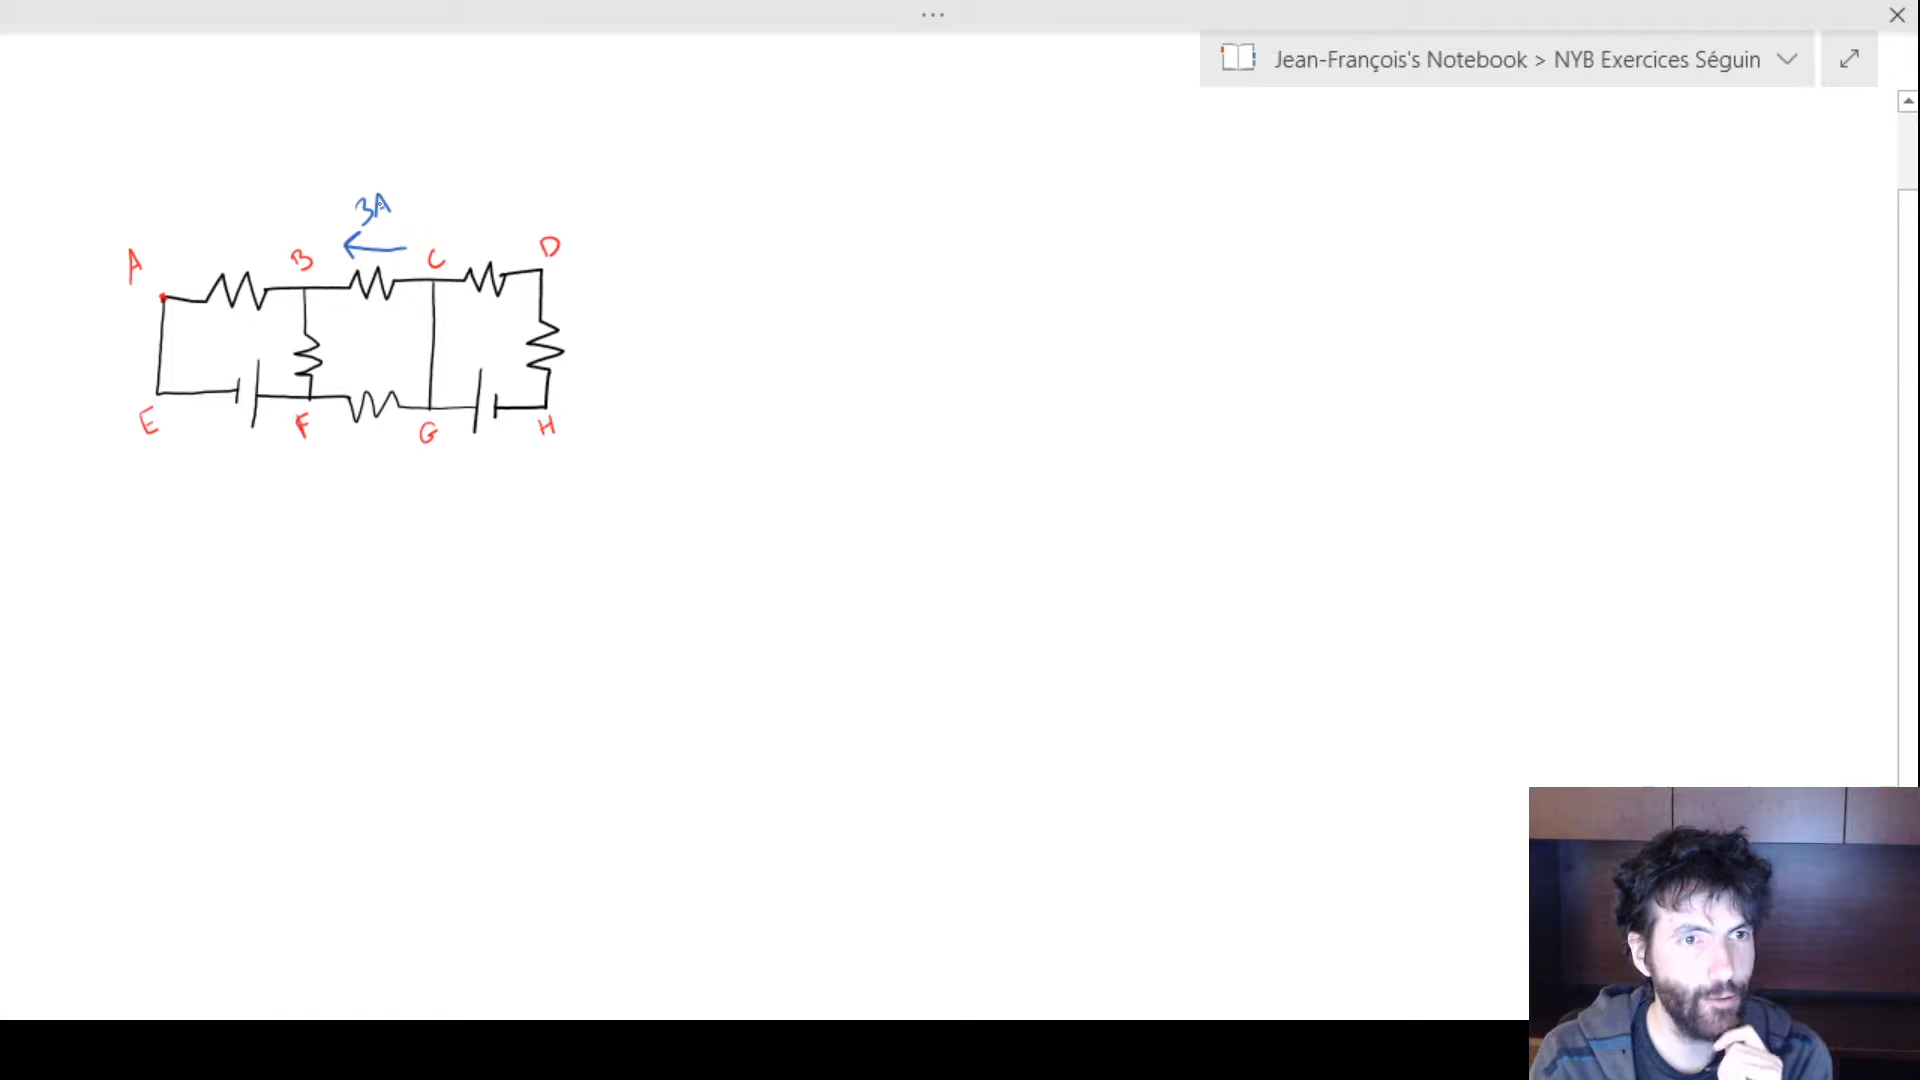 ...
Jean-François's Notebook > NYB Exercices Séguin
3A
A B C D
E F G H